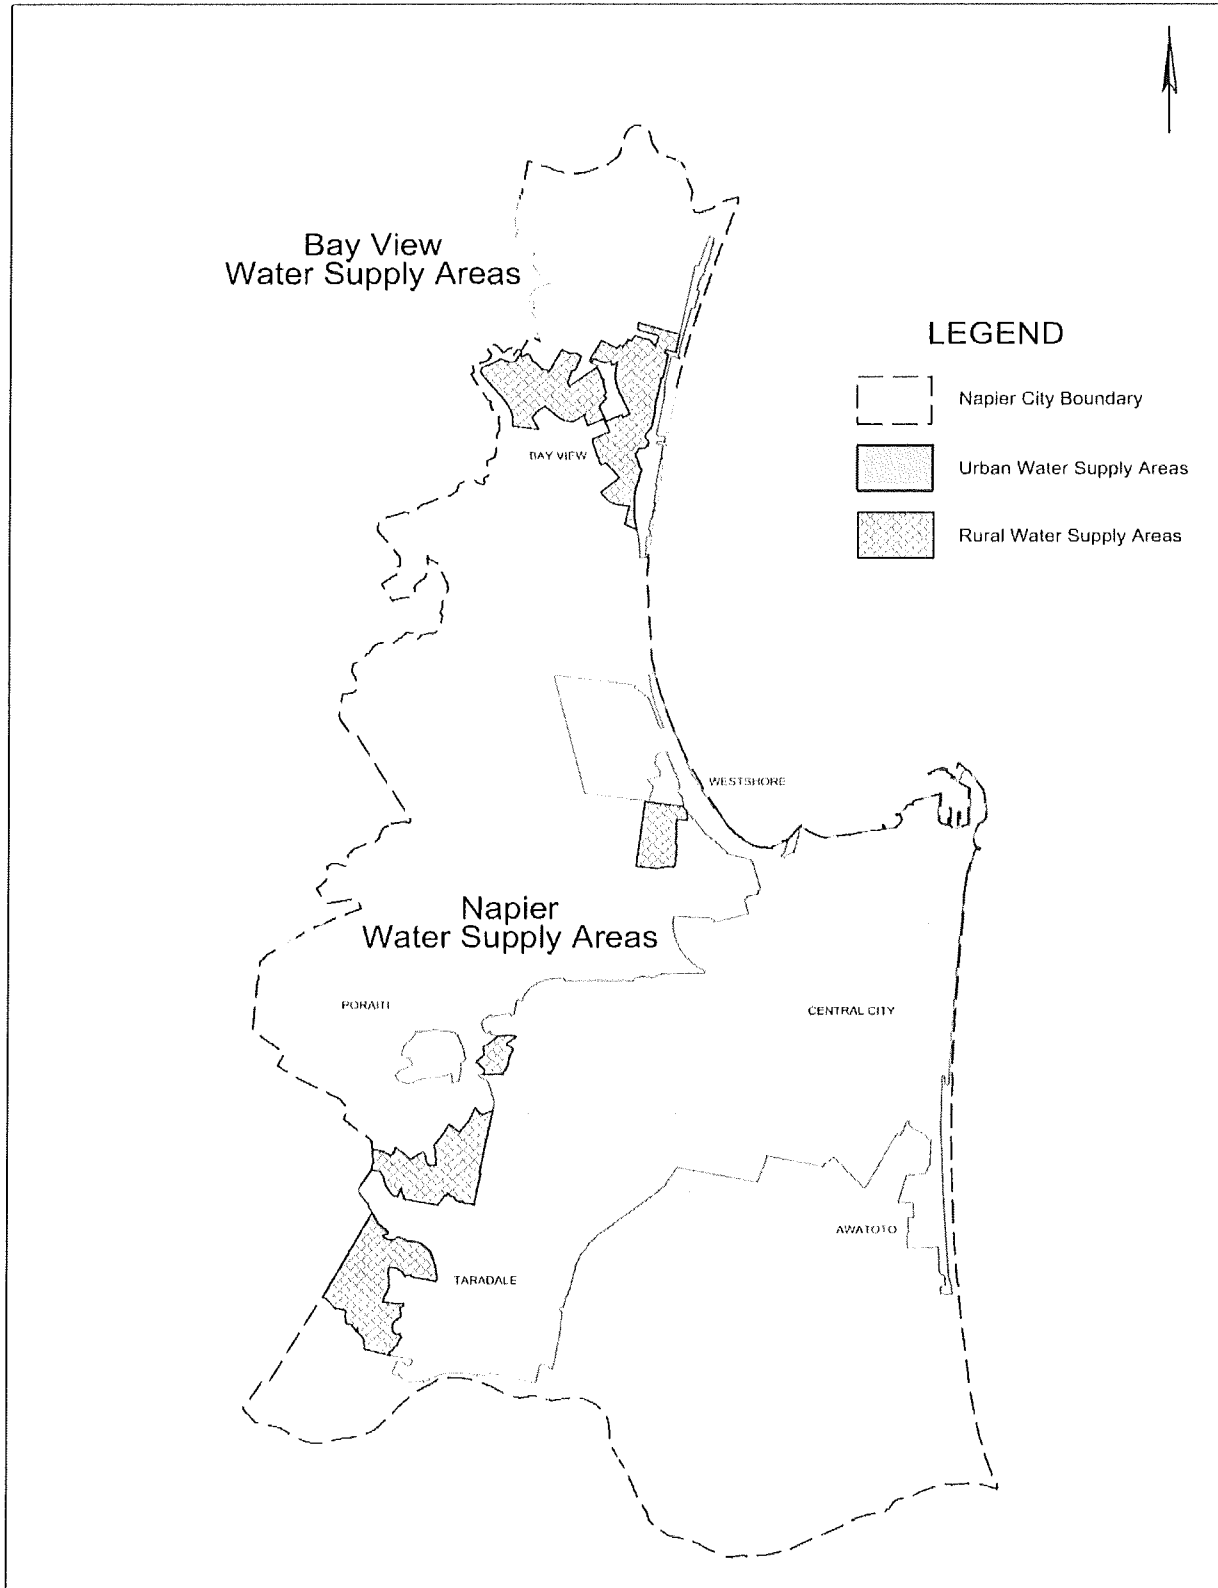 Bay View
Water Supply Areas
LEGEND
Napier City Boundary
Urban Water Supply Areas
Rural Water Supply Areas
BAY VIEW
WESTSHORE
Napier
Water Supply Areas
PORAITI
CENTRAL CITY
AWATOTO
TARADALE